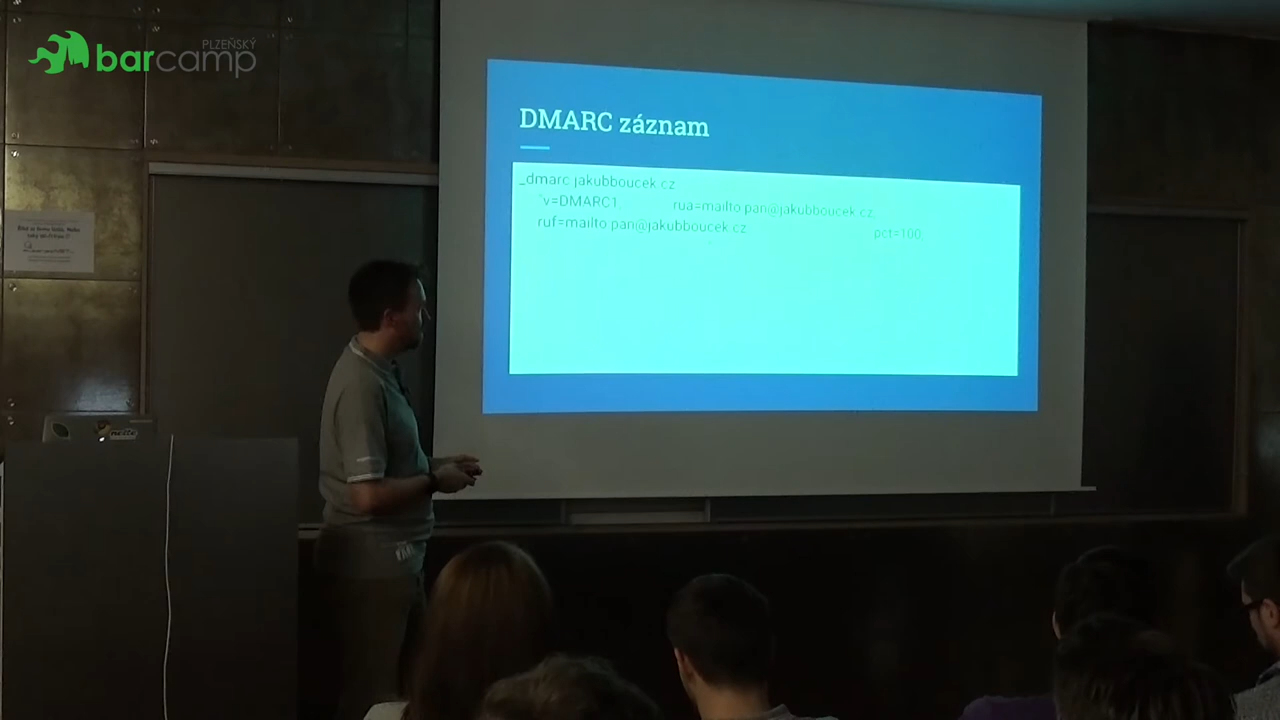 PLZEŇSKÝ
barcamp
DMARC záznam
_dmarc.jakubboucek.cz
"v=DMARC1; rua=mailto:pan@jakubboucek.cz;
ruf=mailto:pan@jakubboucek.cz pct=100;